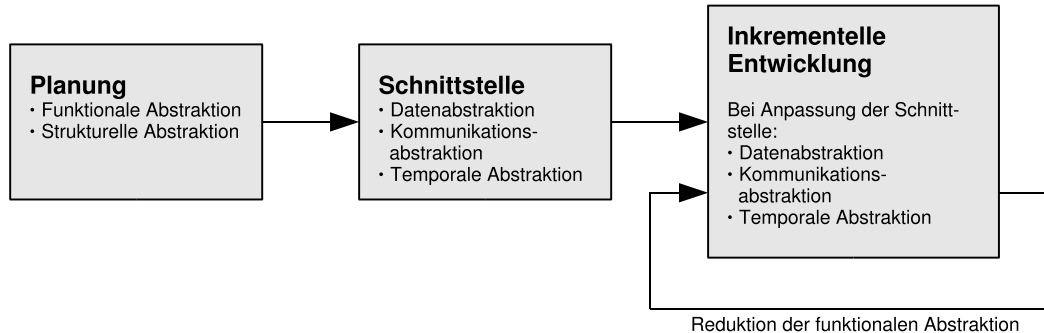 Planung
• Funktionale Abstraktion
• Strukturelle Abstraktion
Schnittstelle
• Datenabstraktion
• Kommunikations-
abstraktion
• Temporale Abstraktion
Inkrementelle
Entwicklung
Bei Anpassung der Schnitt-
stelle:
• Datenabstraktion
• Kommunikations-
abstraktion
• Temporale Abstraktion
Reduktion der funktionalen Abstraktion